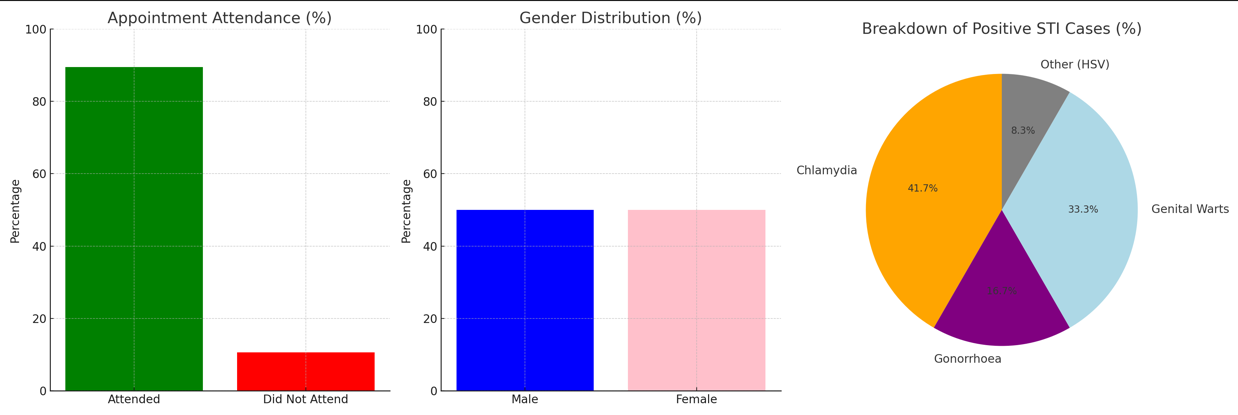 Appointment Attendance (%)
Percentage
100
80
60
40
20
0
Attended
Did Not Attend
Gender Distribution (%)
Percentage
100
80
60
40
20
0
Male
Female
Breakdown of Positive STI Cases (%)
Other (HSV)
8.3%
Chlamydia
41.7%
33.3%
Genital Warts
Gonorrhoea